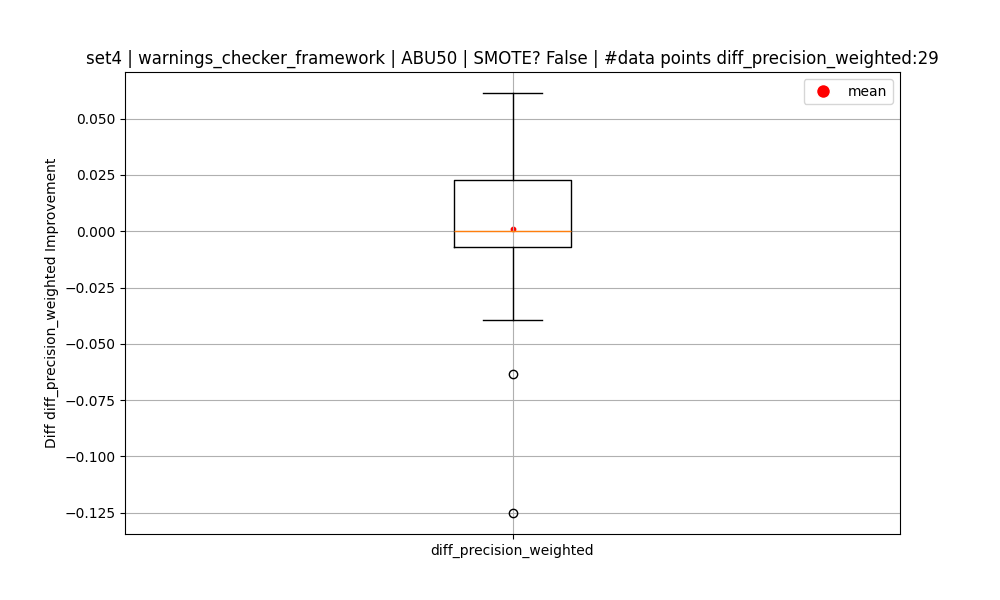 set4 | warnings_checker_framework | ABU50 | SMOTE? False | #data points diff_precision_weighted:29
mean
0.050
0.025
0.000
−0.025
−0.050
−0.075
−0.100
−0.125
Diff diff_precision_weighted Improvement
diff_precision_weighted